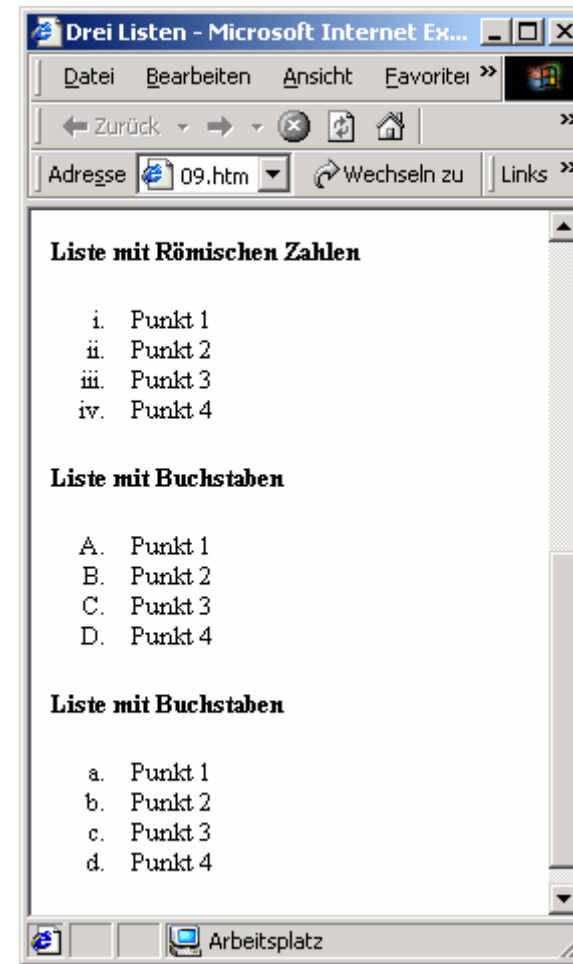 Drei Listen - Microsoft Internet Ex...
Datei Bearbeiten Ansicht Favoriten »
Zurück »
Adresse 09.htm Wechseln zu Links »
Liste mit Römischen Zahlen
i. Punkt 1
ii. Punkt 2
iii. Punkt 3
iv. Punkt 4
Liste mit Buchstaben
A. Punkt 1
B. Punkt 2
C. Punkt 3
D. Punkt 4
Liste mit Buchstaben
a. Punkt 1
b. Punkt 2
c. Punkt 3
d. Punkt 4
Arbeitsplatz